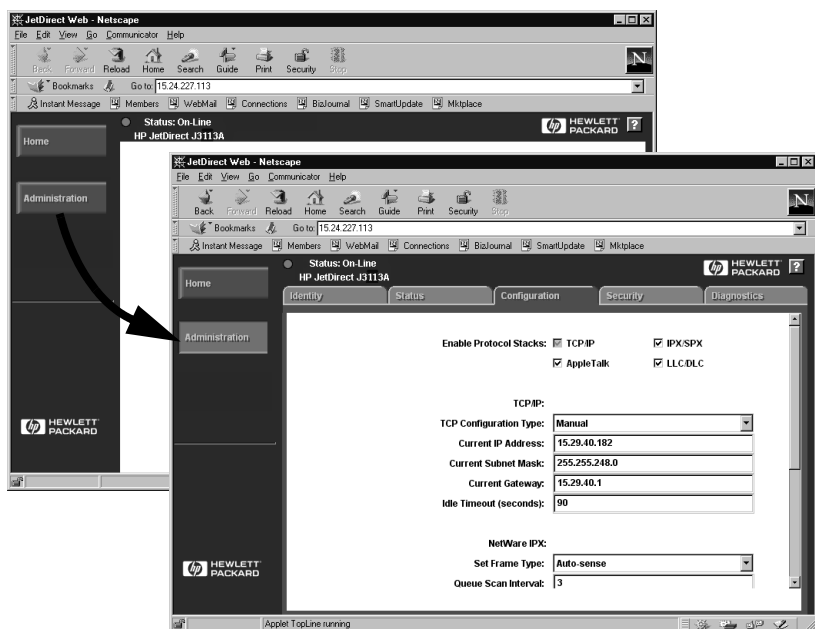 JetDirect Web - Netscape
File Edit View Go Communicator Help
Back Forward Reload Home Search Guide Print Security Stop
N
Bookmarks Go to: 15.24.227.113
Instant Message Members WebMail Connections BizJournal SmartUpdate Mktplace
Status: On-Line
HP JetDirect J3113A
hp HEWLETT PACKARD ?
Home
Administration
hp HEWLETT PACKARD
JetDirect Web - Netscape
File Edit View Go Communicator Help
Back Forward Reload Home Search Guide Print Security Stop
N
Bookmarks Go to: 15.24.227.113
Instant Message Members WebMail Connections BizJournal SmartUpdate Mktplace
Status: On-Line
HP JetDirect J3113A
hp HEWLETT PACKARD ?
Home
Administration
Identity Status Configuration Security Diagnostics
Enable Protocol Stacks: TCP/IP IPX/SPX
AppleTalk LLC/DLC
TCP/IP:
TCP Configuration Type: Manual
Current IP Address: 15.29.40.182
Current Subnet Mask: 255.255.248.0
Current Gateway: 15.29.40.1
Idle Timeout (seconds): 90
NetWare IPX:
Set Frame Type: Auto-sense
Queue Scan Interval: 3
hp HEWLETT PACKARD
Applet TopLine running